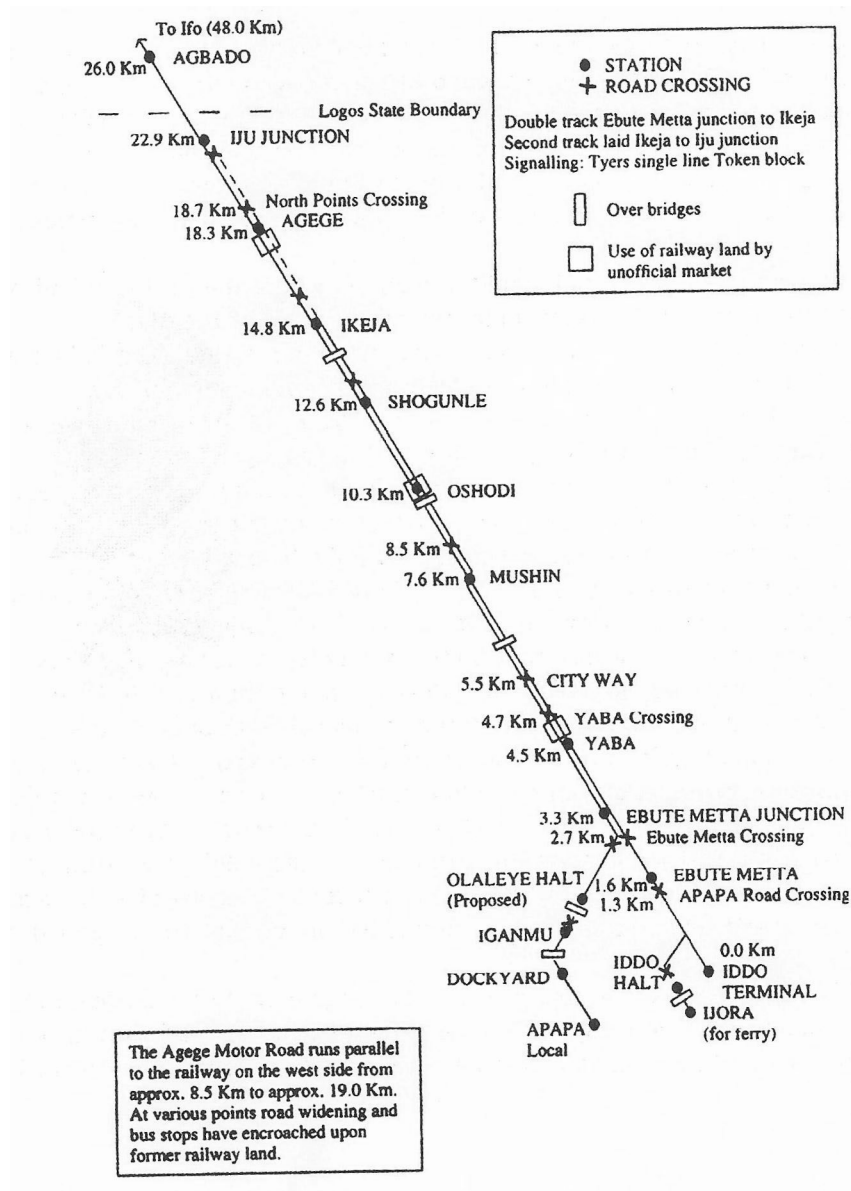 To Ifo (48.0 Km)
26.0 Km AGBADO
Logos State Boundary
22.9 Km IJU JUNCTION
North Points Crossing
18.7 Km
AGEGE
18.3 Km
14.8 Km IKEJA
12.6 Km SHOGUNLE
10.3 Km OSHODI
8.5 Km
7.6 Km MUSHIN
5.5 Km CITY WAY
4.7 Km YABA Crossing
4.5 Km YABA
3.3 Km EBUTE METTA JUNCTION
2.7 Km Ebute Metta Crossing
OLALEYE HALT
(Proposed)
1.6 Km EBUTE METTA
1.3 Km APAPA Road Crossing
IGANMU
DOCKYARD
APAPA
Local
0.0 Km
IDDO
TERMINAL
IDDO
HALT
IJORA
(for ferry)
STATION
ROAD CROSSING
Double track Ebute Metta junction to Ikeja
Second track laid Ikeja to Iju junction
Signalling: Tyers single line Token block
Over bridges
Use of railway land by
unofficial market
The Agege Motor Road runs parallel
to the railway on the west side from
approx. 8.5 Km to approx. 19.0 Km.
At various points road widening and
bus stops have encroached upon
former railway land.